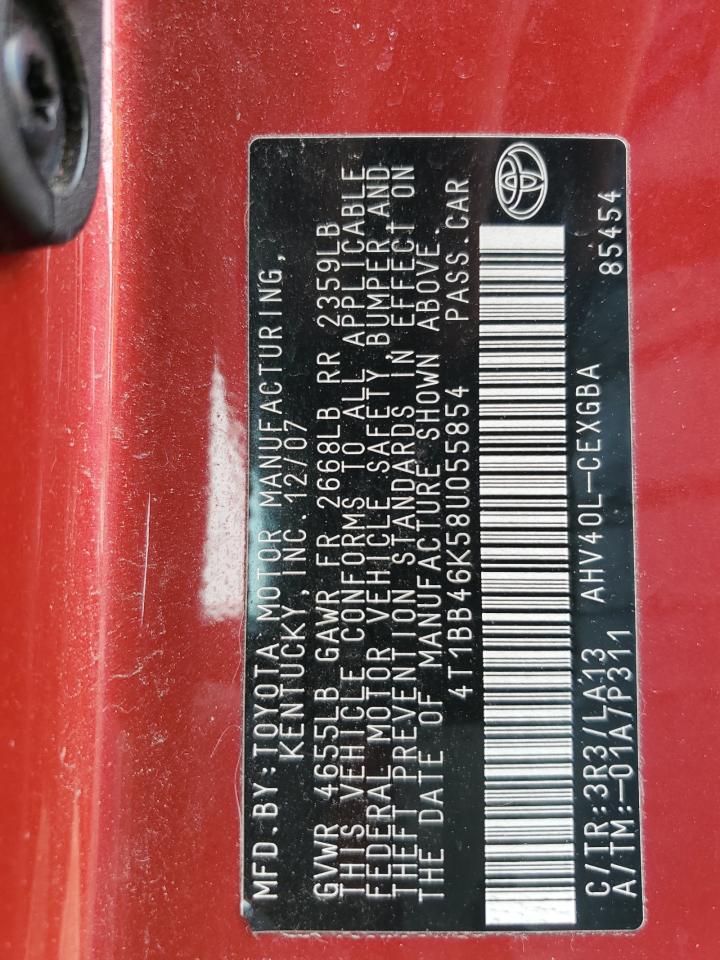 MFD.BY:TOYOTA MOTOR MANUFACTURING,
KENTUCKY, INC. 12/07
GVWR 4655LB GAWR FR 2668LB RR 2359LB
THIS VEHICLE CONFORMS TO ALL APPLICABLE
FEDERAL MOTOR VEHICLE SAFETY, BUMPER,AND
THEFT PREVENTION STANDARDS IN EFFECT ON
THE DATE OF MANUFACTURE SHOWN ABOVE.
4T1BB46K58U055854 PASS.CAR
C/TR:3R3/LA13 AHV40L-CEXGBA 85454
A/TM:-01A/P311